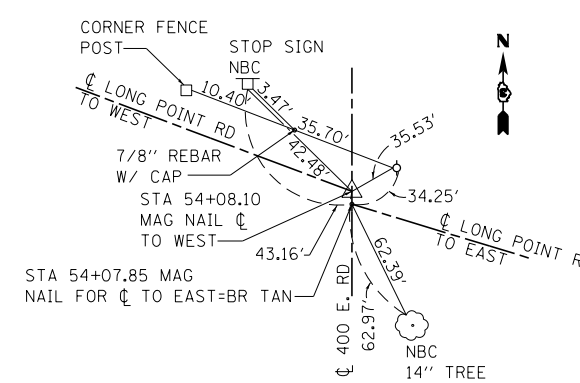 CORNER FENCE
POST
STOP SIGN
NBC
N
℄ LONG POINT RD
TO WEST
10.40'
3.47'
35.70'
35.53'
42.48'
7/8" REBAR
W/ CAP
STA 54+08.10
MAG NAIL ℄
TO WEST
34.25'
℄ LONG POINT R
TO EAST
43.16'
62.39'
STA 54+07.85 MAG
NAIL FOR ℄ TO EAST=BR TAN
℄ 400 E. RD
62.97'
NBC
14'' TREE